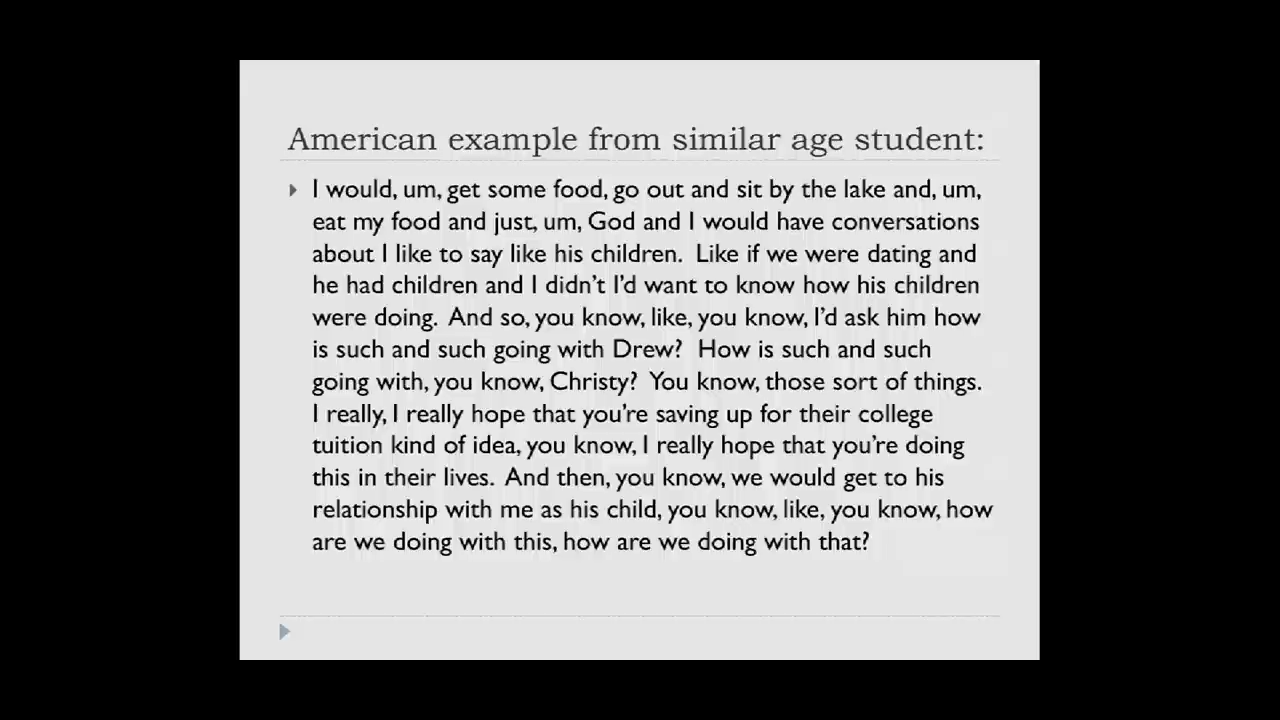 American example from similar age student:
I would, um, get some food, go out and sit by the lake and, um,
eat my food and just, um, God and I would have conversations
about I like to say like his children. Like if we were dating and
he had children and I didn't I'd want to know how his children
were doing. And so, you know, like, you know, I'd ask him how
is such and such going with Drew? How is such and such
going with, you know, Christy? You know, those sort of things.
I really, I really hope that you're saving up for their college
tuition kind of idea, you know, I really hope that you're doing
this in their lives. And then, you know, we would get to his
relationship with me as his child, you know, like, you know, how
are we doing with this, how are we doing with that?